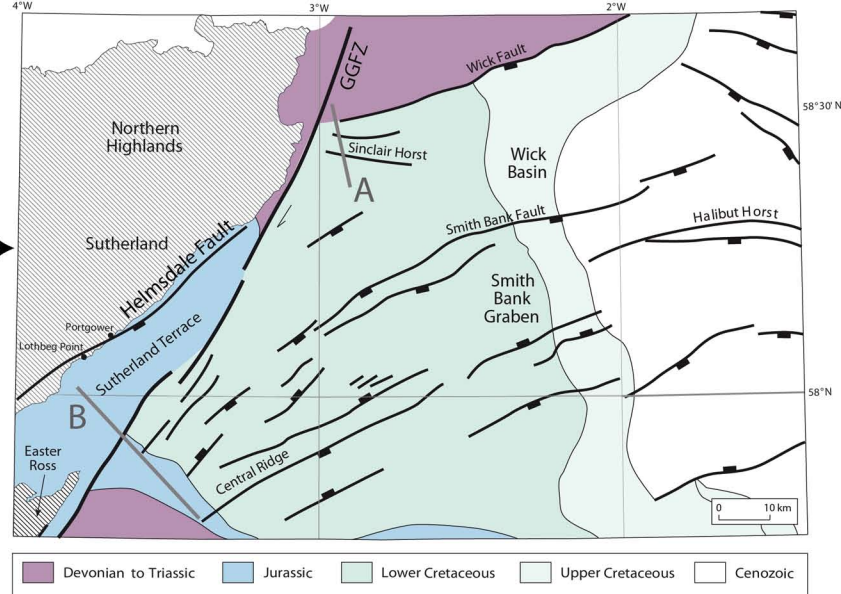 4°W
3°W
2°W
GGFZ
Wick Fault
58°30' N
Northern
Highlands
Sinclair Horst
Wick
Basin
A
Smith Bank Fault
Halibut Horst
Sutherland
Helmsdale Fault
Smith
Bank
Graben
Portgower
Lothbeg Point
Sutherland Terrace
58°N
B
Easter
Ross
Central Ridge
0 10 km
Devonian to Triassic
Jurassic
Lower Cretaceous
Upper Cretaceous
Cenozoic